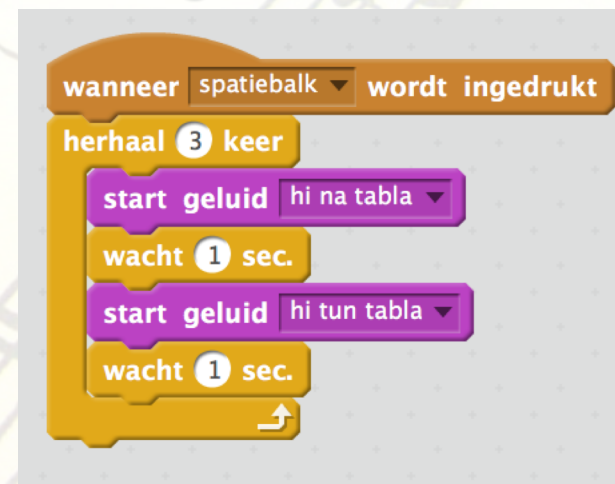 wanneer spatiebalk wordt ingedrukt
herhaal 3 keer
start geluid hi na tabla
wacht 1 sec.
start geluid hi tun tabla
wacht 1 sec.